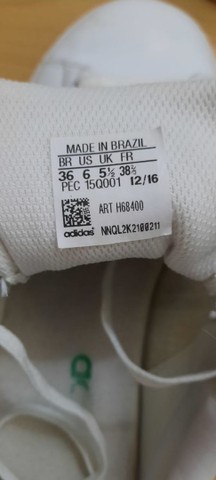 MADE IN BRAZIL
BR US UK FR
36 6 5½ 38⅔
PEC 15Q001 12/16
ART H68400
adidas NNQL2K2100211